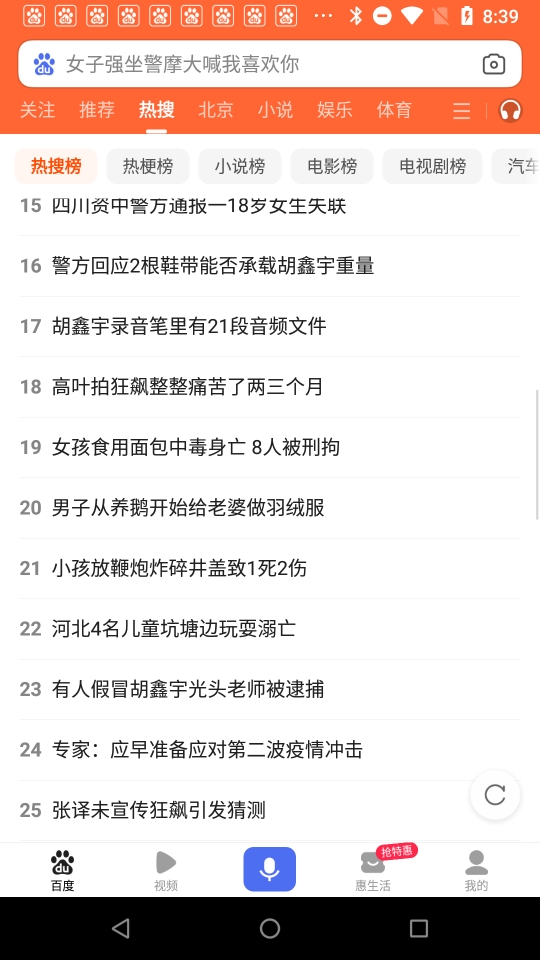 8:39
du 女子强坐警摩大喊我喜欢你
关注 推荐 热搜 北京 小说 娱乐 体育
热搜榜 热梗榜 小说榜 电影榜 电视剧榜 汽车
15 四川资中警方通报一18岁女生失联
16 警方回应2根鞋带能否承载胡鑫宇重量
17 胡鑫宇录音笔里有21段音频文件
18 高叶拍狂飙整整痛苦了两三个月
19 女孩食用面包中毒身亡 8人被刑拘
20 男子从养鹅开始给老婆做羽绒服
21 小孩放鞭炮炸碎井盖致1死2伤
22 河北4名儿童坑塘边玩耍溺亡
23 有人假冒胡鑫宇光头老师被逮捕
24 专家：应早准备应对第二波疫情冲击
25 张译未宣传狂飙引发猜测
抢特惠
百度 视频 惠生活 我的